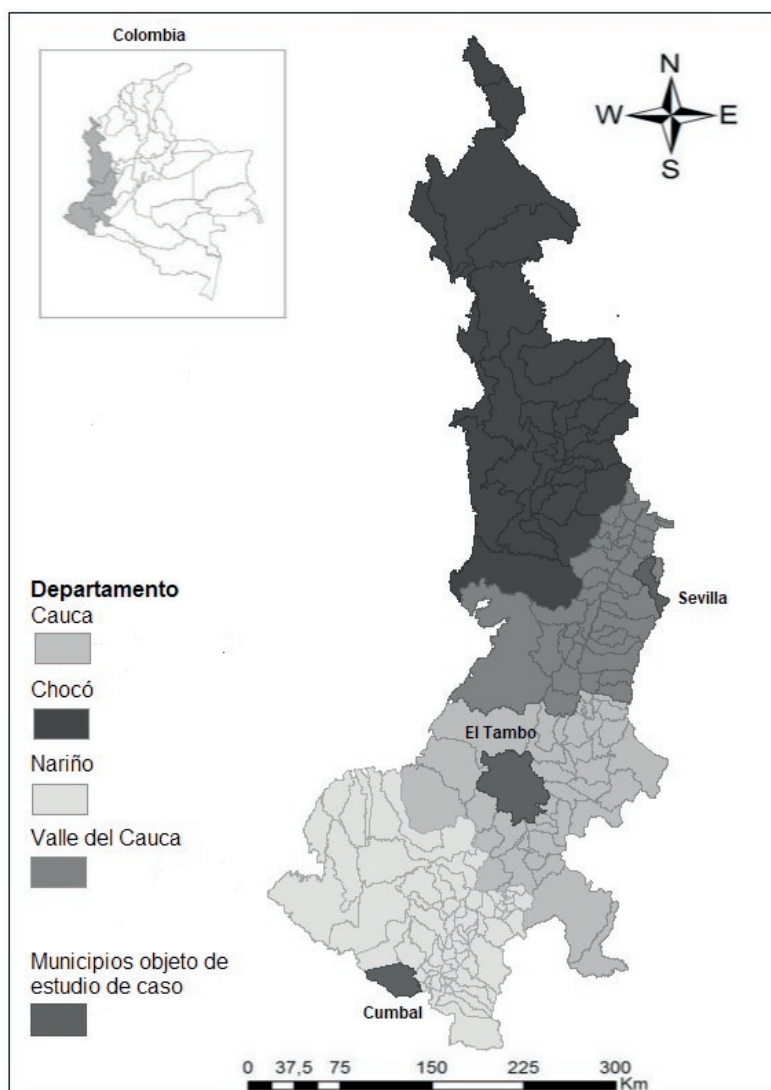 Colombia
N
W E
S
Sevilla
El Tambo
Cumbal
Departamento
Cauca
Chocó
Nariño
Valle del Cauca
Municipios objeto de
estudio de caso
0 37,5 75 150 225 300
Km